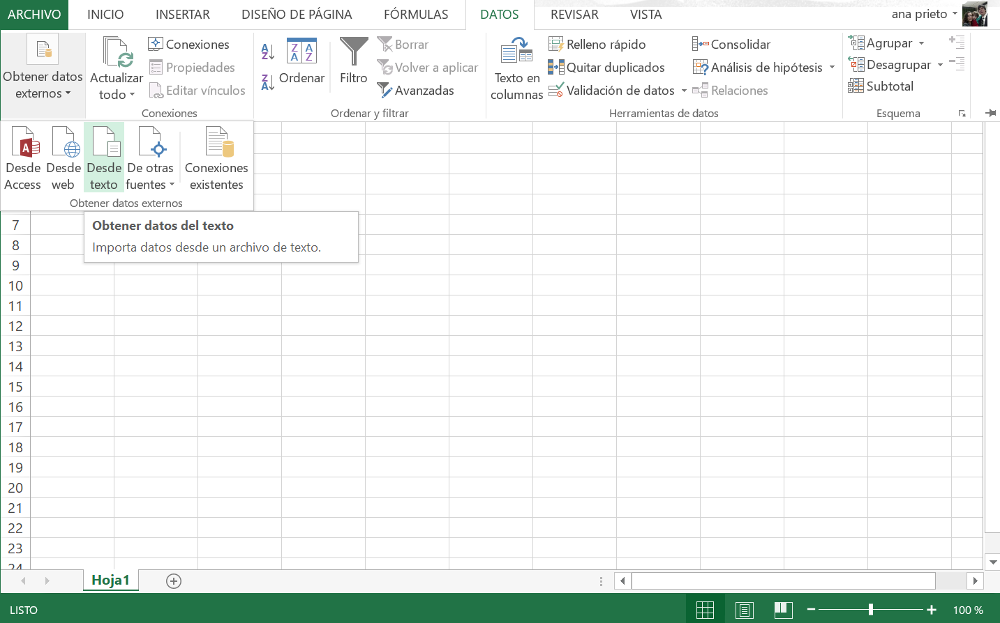 ARCHIVO INICIO INSERTAR DISEÑO DE PÁGINA FÓRMULAS DATOS REVISAR VISTA ana prieto
Obtener datos
externos
Actualizar
todo
Conexiones
Propiedades
Editar vínculos
Conexiones
A
Z
Z
A
Z A
A Z
Ordenar
Filtro
Borrar
Volver a aplicar
Avanzadas
Ordenar y filtrar
Texto en
columnas
Relleno rápido
Quitar duplicados
Validación de datos
Consolidar
Análisis de hipótesis
Relaciones
Herramientas de datos
Agrupar
Desagrupar
Subtotal
Esquema
A
Desde
Access
Desde
web
Desde
texto
De otras
fuentes
Conexiones
existentes
Obtener datos externos
Obtener datos del texto
Importa datos desde un archivo de texto.
7
8
9
10
11
12
13
14
15
16
17
18
19
20
21
22
23
24
Hoja1
LISTO
100 %